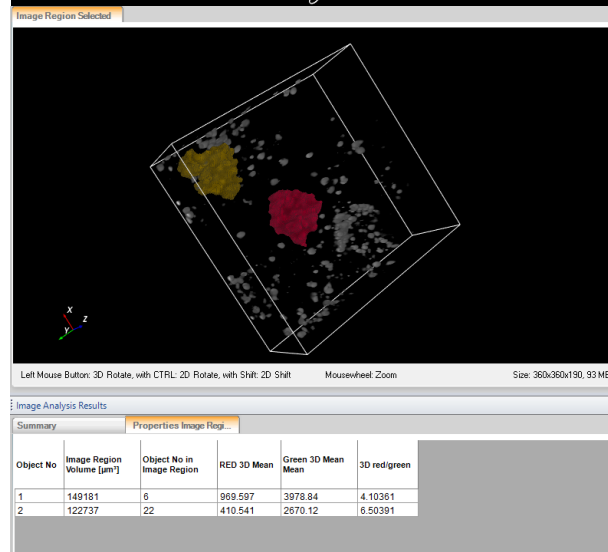 Image Region Selected
X
Z
Y
Left Mouse Button: 3D Rotate, with CTRL: 2D Rotate, with Shift: 2D Shift Mousewheel: Zoom Size: 360x360x190, 93 MB
Image Analysis Results
Summary Properties Image Regi...
Object No Image Region Volume [µm³] Object No in Image Region RED 3D Mean Green 3D Mean Mean 3D red/green
1 149181 6 969.597 3978.84 4.10361
2 122737 22 410.541 2670.12 6.50391